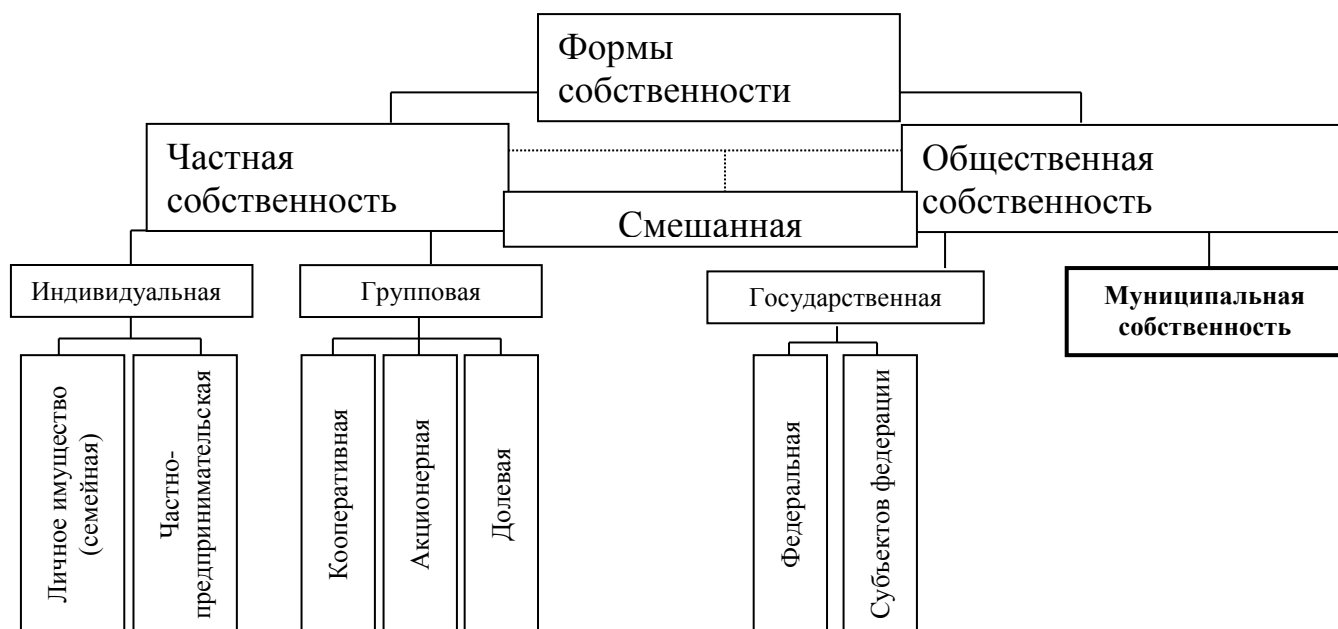 Формы
собственности
Частная
собственность
Общественная
собственность
Смешанная
Индивидуальная
Групповая
Государственная
Муниципальная
собственность
Личное имущество
(семейная)
Частно-
предпринимательская
Кооперативная
Акционерная
Долевая
Федеральная
Субъектов федерации